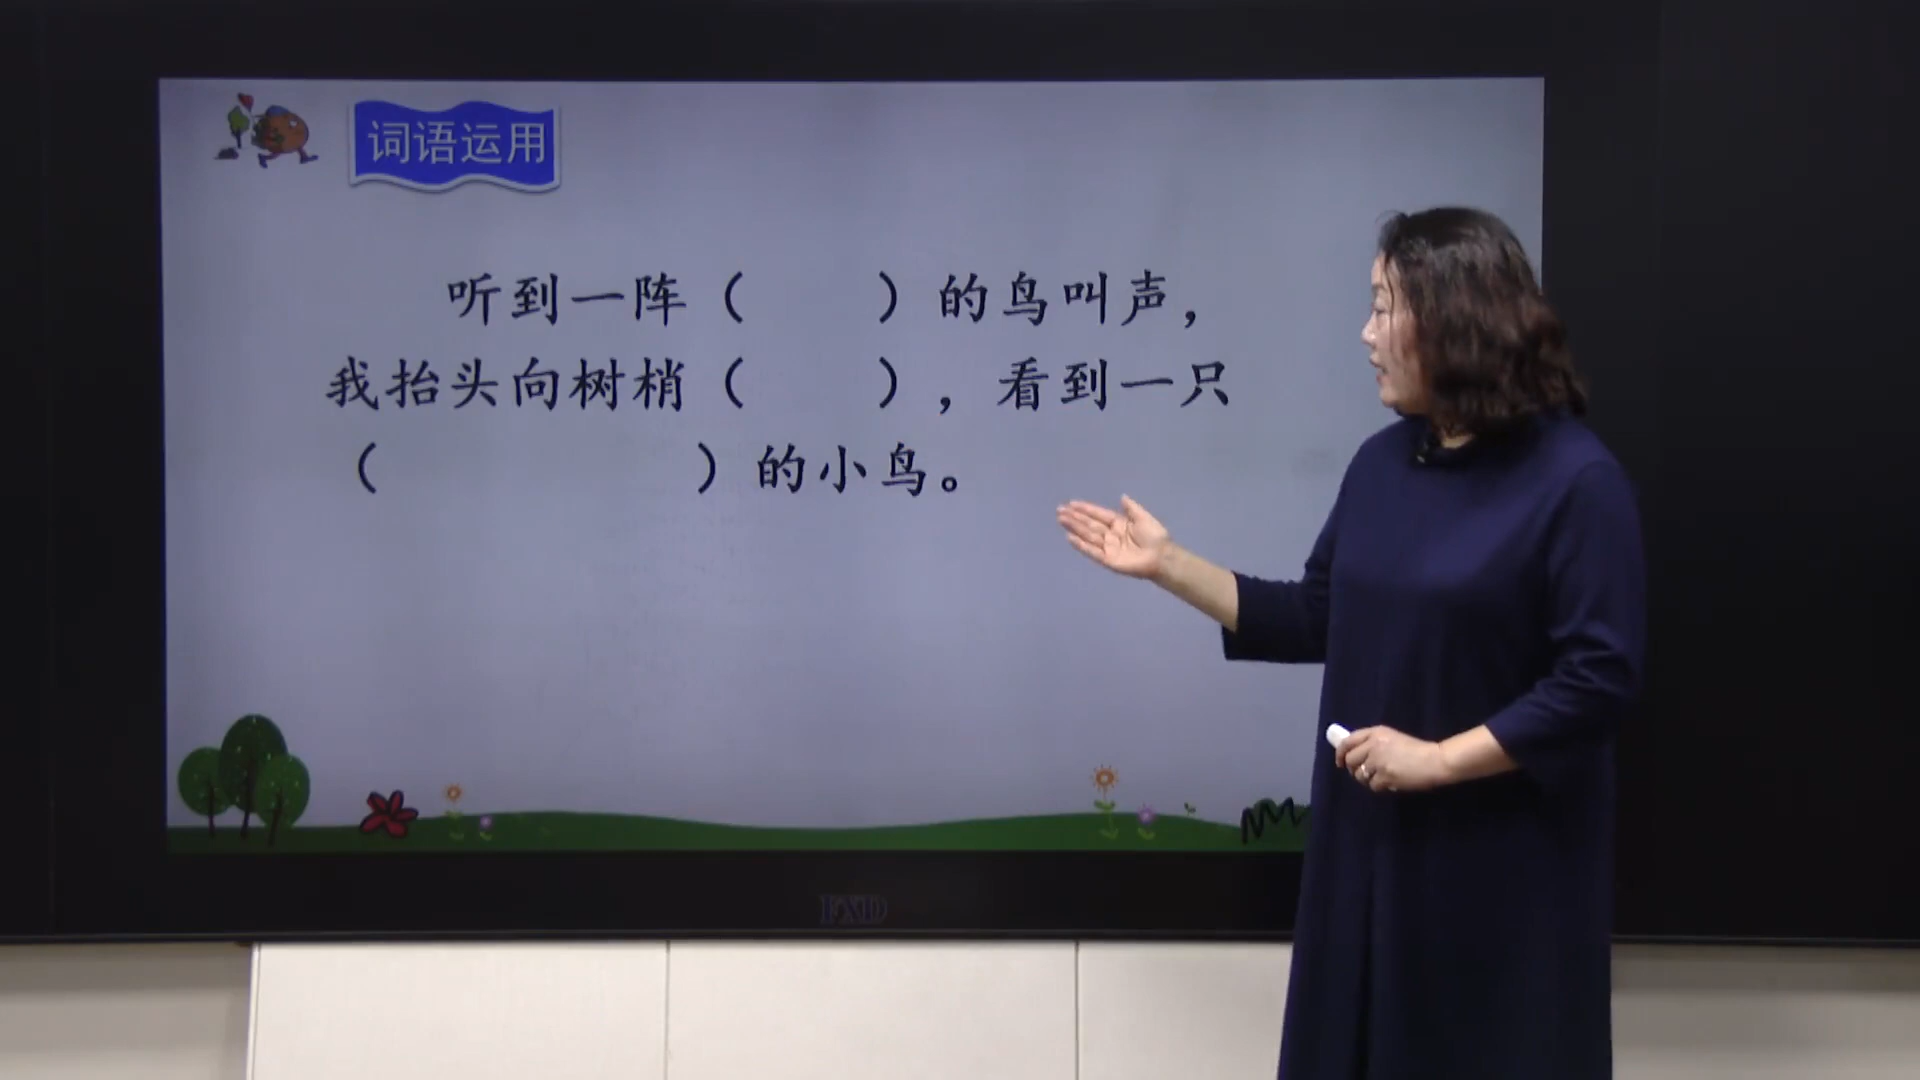 词语运用
听到一阵（　　）的鸟叫声，
我抬头向树梢（　　），看到一只
（　　　　　）的小鸟。